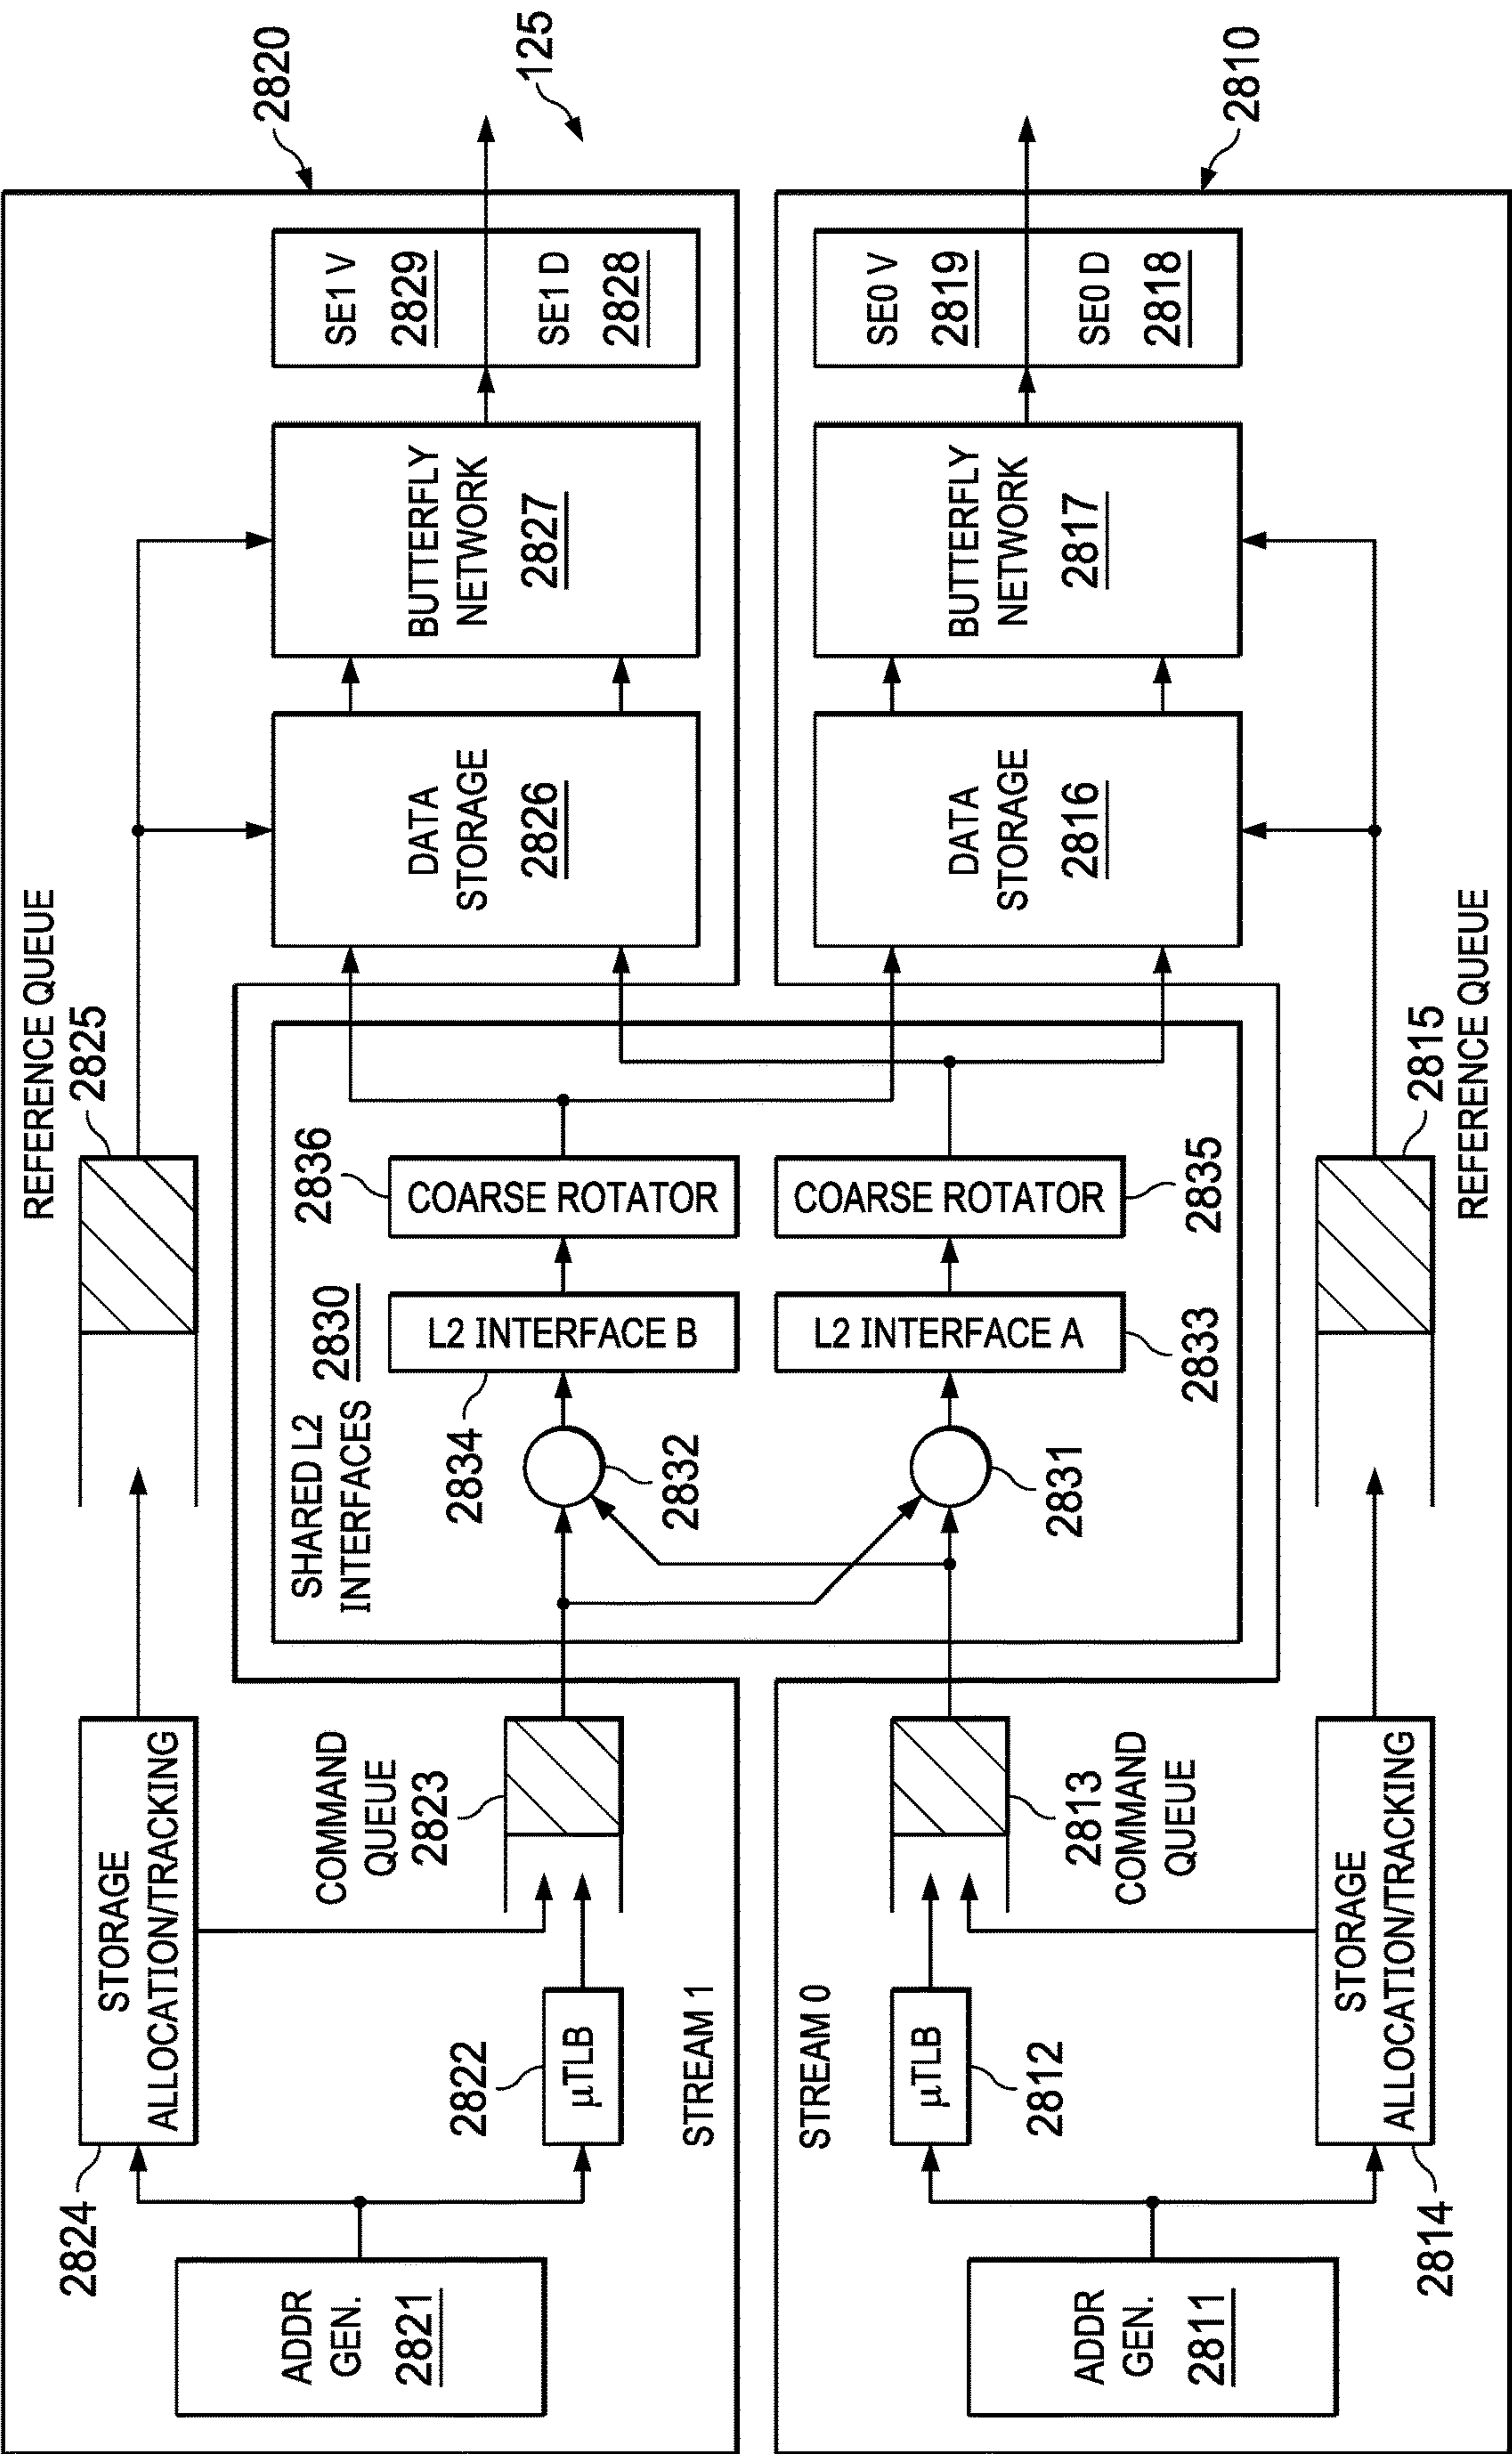 2820
125
2810
2824
STORAGE
ALLOCATION/TRACKING
REFERENCE QUEUE
2825
ADDR
GEN.
2821
2822
µTLB
STREAM 1
COMMAND
QUEUE
2823
SHARED L2
INTERFACES
2830
2834
L2 INTERFACE B
2832
2836
COARSE ROTATOR
DATA
STORAGE
2826
BUTTERFLY
NETWORK
2827
SE1 V
2829
SE1 D
2828
STREAM 0
µTLB
2812
ADDR
GEN.
2811
2813
COMMAND
QUEUE
2831
L2 INTERFACE A
2833
COARSE ROTATOR
2835
DATA
STORAGE
2816
BUTTERFLY
NETWORK
2817
SE0 V
2819
SE0 D
2818
STORAGE
ALLOCATION/TRACKING
2814
2815
REFERENCE QUEUE